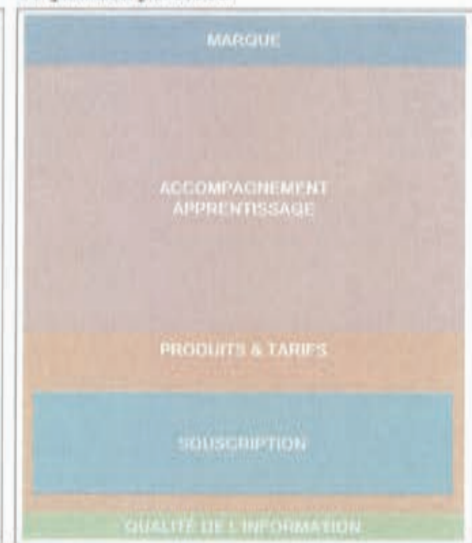 MARQUE
ACCOMPAGNEMENT
APPRENTISSAGE
PRODUITS & TARIFS
SOUSCRIPTION
QUALITÉ DE L'INFORMATION